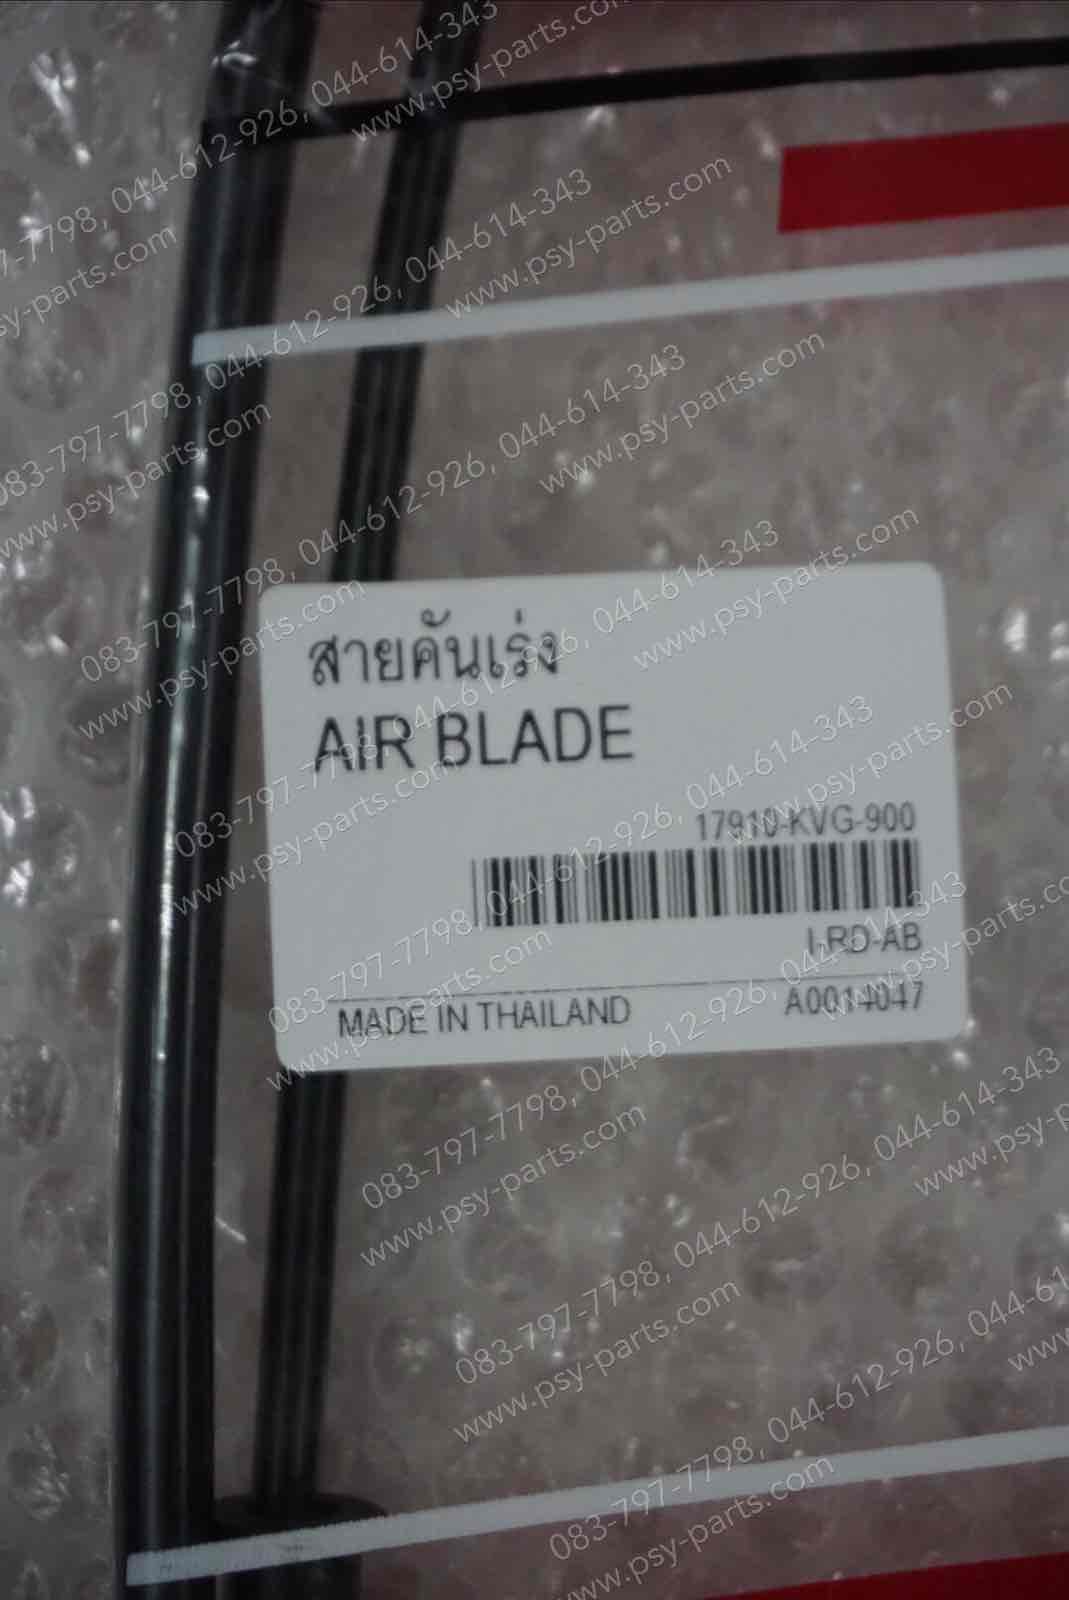 สายคันเร่ง
AIR BLADE
17910-KVG-900
I-RD-AB
MADE IN THAILAND
A0014047
083-797-7798, 044-612-926, 044-614-343
www.psy-parts.com